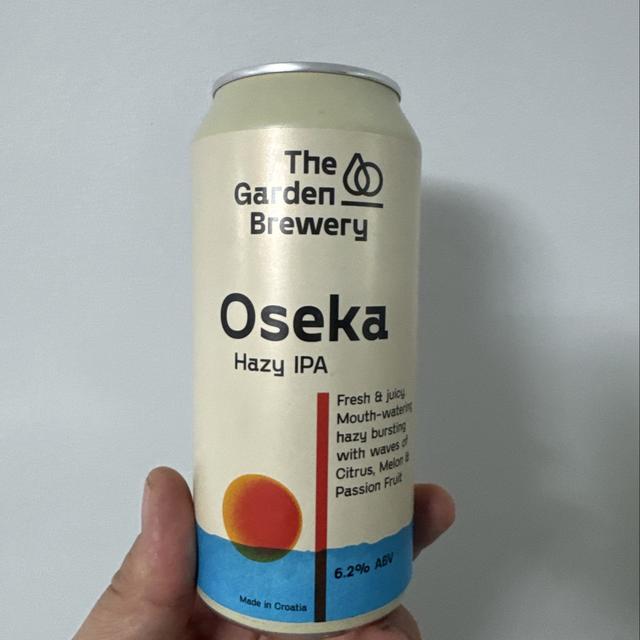 The
Garden
Brewery
Oseka
Hazy IPA
Fresh & juicy.
Mouth-watering
hazy bursting
with waves of
Citrus, Melon &
Passion Fruit
6.2% ABV
Made in Croatia